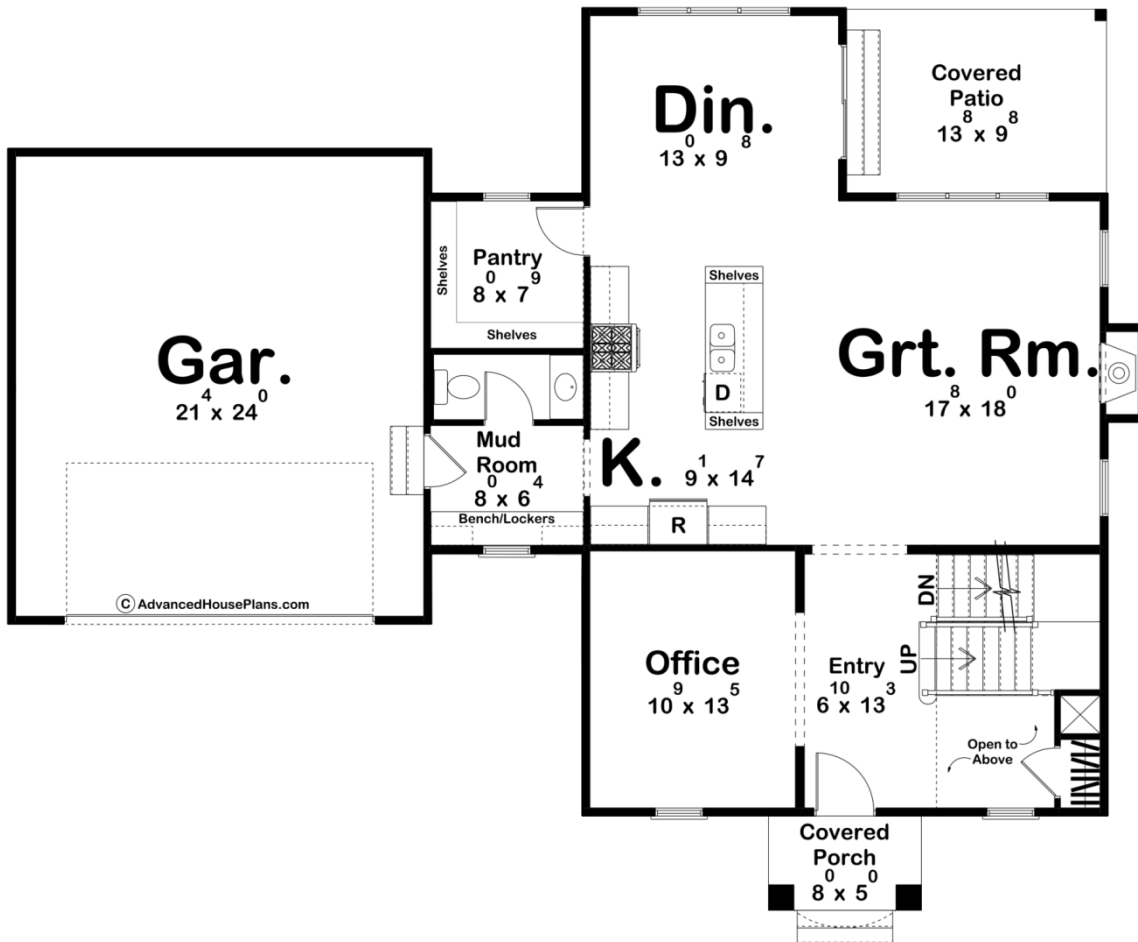 Din.
13⁰ x 9⁸
Covered
Patio
13⁸ x 9⁸
Shelves
Pantry
8⁰ x 7⁹
Shelves
Gar.
21⁴ x 24⁰
Shelves
D
Shelves
Grt. Rm.
17⁸ x 18⁰
Mud
Room
8⁰ x 6⁴
Bench/Lockers
K. 9¹ x 14⁷
R
© AdvancedHousePlans.com
Office
10⁹ x 13⁵
Entry
6¹⁰ x 13³
DN
UP
Open to
Above
Covered
Porch
8⁰ x 5⁰